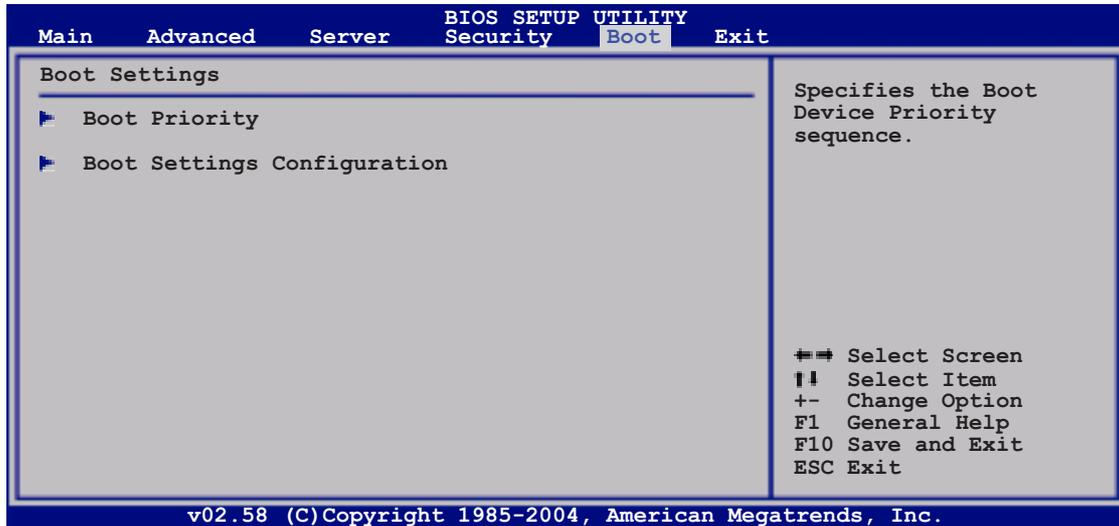 BIOS SETUP UTILITY
Main Advanced Server Security Boot Exit
Boot Settings
Boot Priority
Boot Settings Configuration
Specifies the Boot
Device Priority
sequence.
Select Screen
Select Item
+- Change Option
F1 General Help
F10 Save and Exit
ESC Exit
v02.58 (C)Copyright 1985-2004, American Megatrends, Inc.